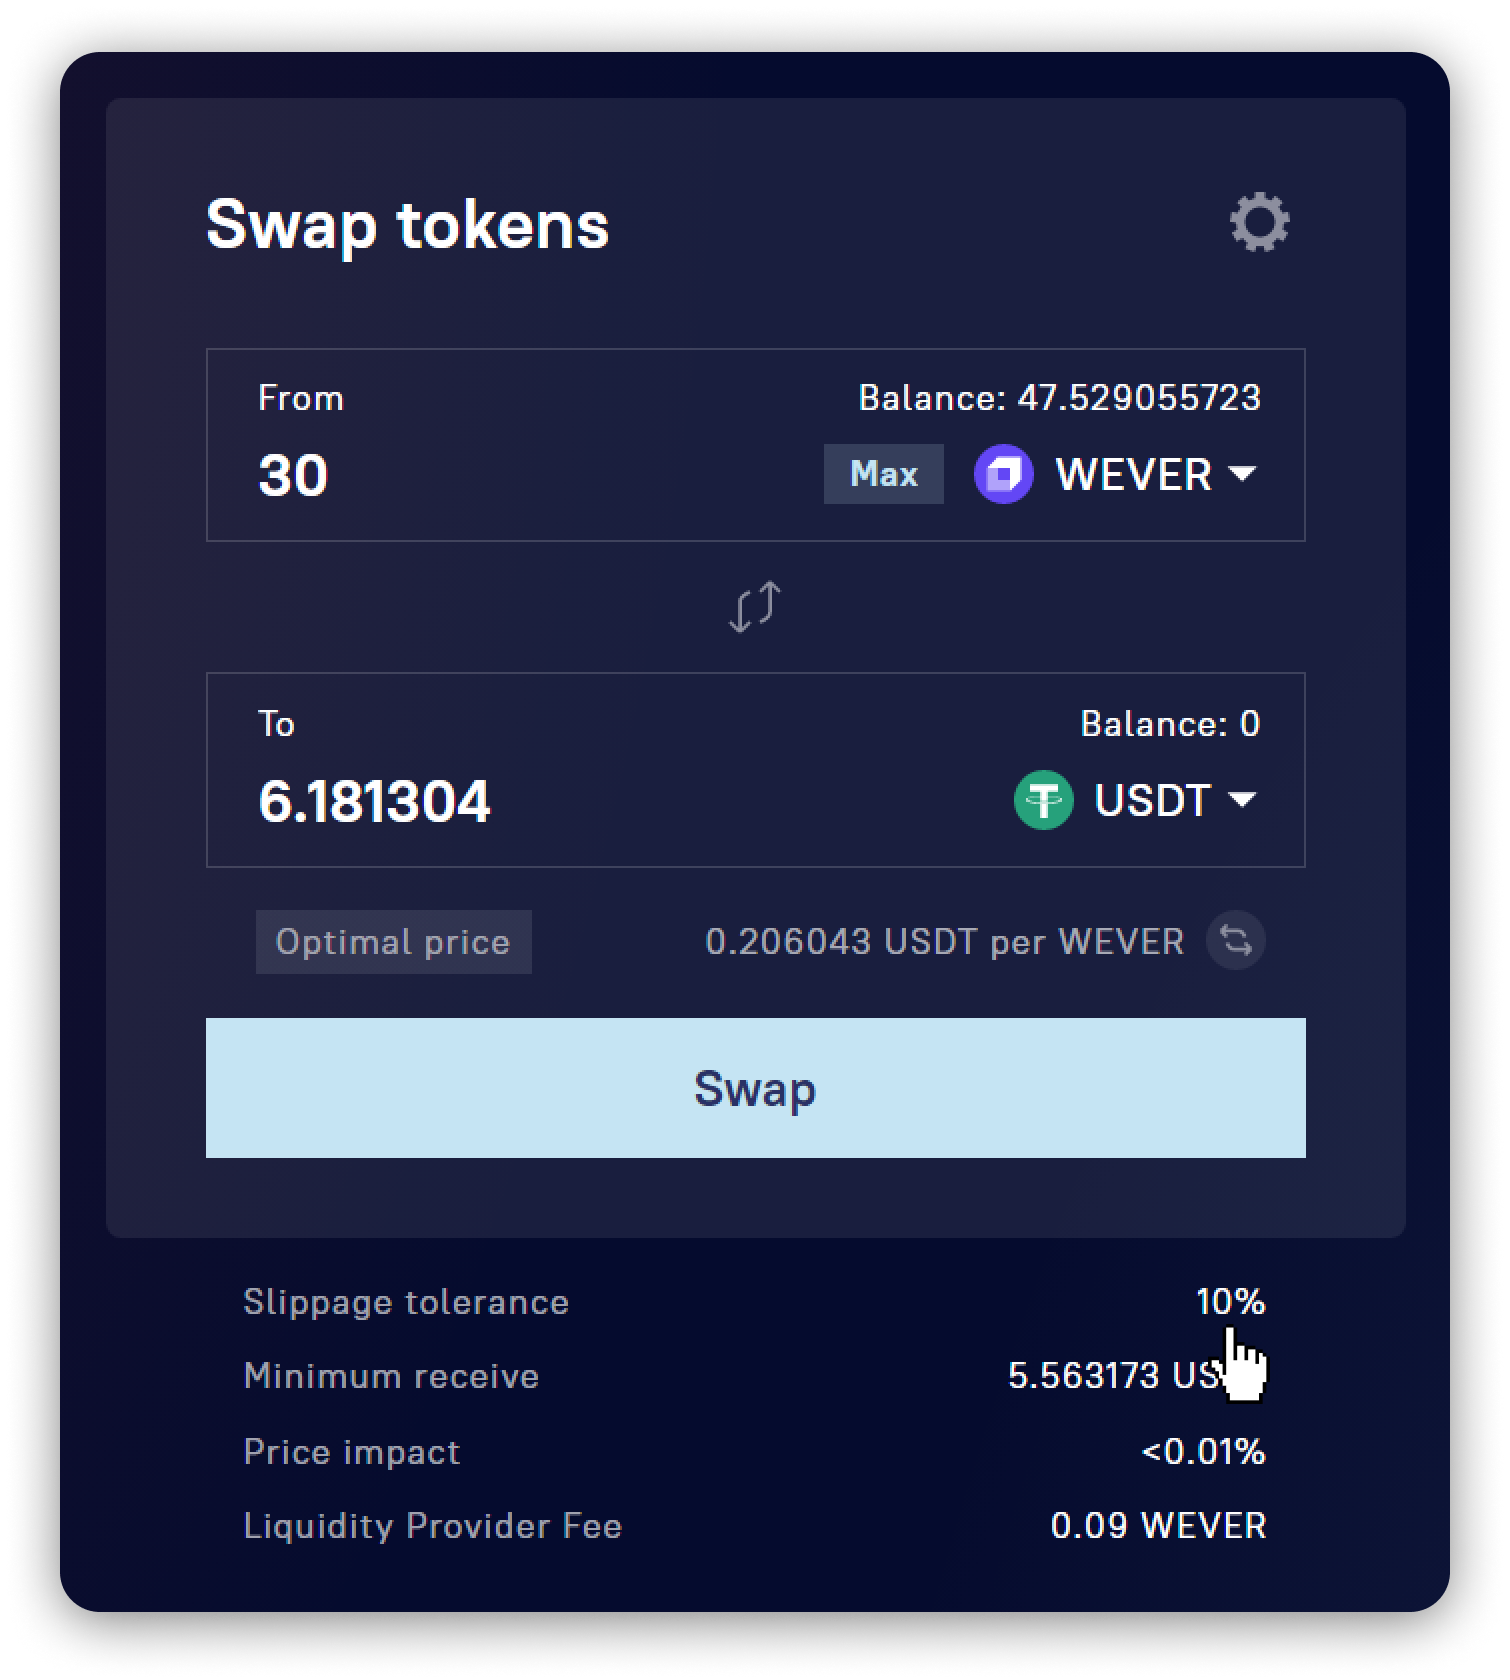 Swap tokens
From
Balance: 47.529055723
30
Max
WEVER
To
Balance: 0
6.181304
USDT
Optimal price
0.206043 USDT per WEVER
Swap
Slippage tolerance
10%
Minimum receive
5.563173
Price impact
<0.01%
Liquidity Provider Fee
0.09 WEVER